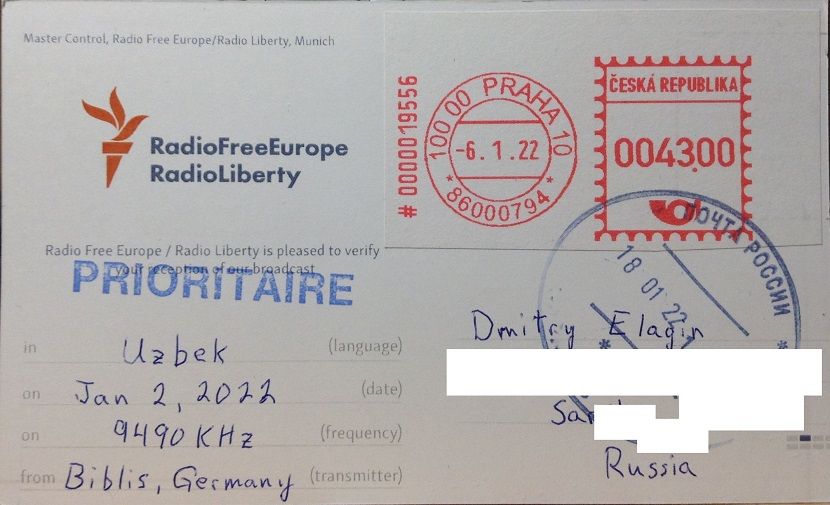 Master Control, Radio Free Europe/Radio Liberty, Munich
RadioFreeEurope
RadioLiberty
# 0000019556
100 00 PRAHA 10
-6. 1.22
* 86000794 *
ČESKÁ REPUBLIKA
0043.00
Radio Free Europe / Radio Liberty is pleased to verify
your reception of our broadcast
PRIORITAIRE
ПОЧТА РОССИИ
18 01 22
in Uzbek (language)
on Jan 2, 2022 (date)
on 9490 KHz (frequency)
from Biblis, Germany (transmitter)
Dmitry Elagin
Russia